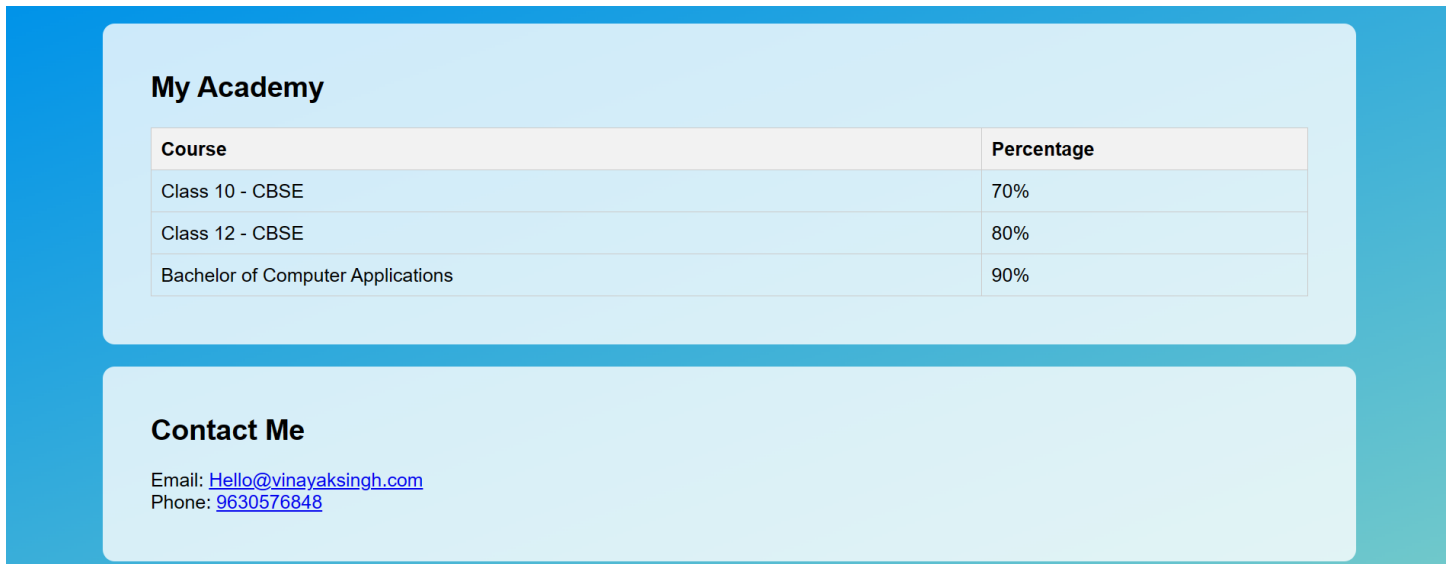 My Academy
Course Percentage
Class 10 - CBSE 70%
Class 12 - CBSE 80%
Bachelor of Computer Applications 90%
Contact Me
Email: Hello@vinayaksingh.com
Phone: 9630576848